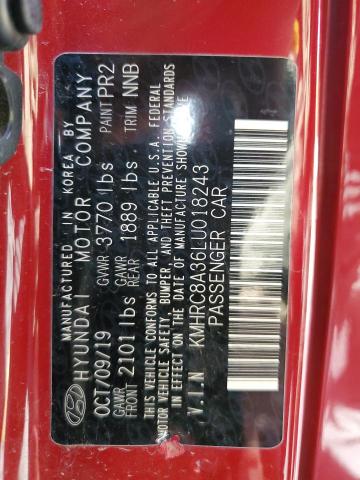 MANUFACTURED IN KOREA BY
HYUNDAI MOTOR COMPANY
OCT/09/19 GVWR 3770 lbs PAINT PR2
GAWR FRONT 2101 lbs GAWR REAR 1889 lbs TRIM NNB
THIS VEHICLE CONFORMS TO ALL APPLICABLE U.S.A. FEDERAL
MOTOR VEHICLE SAFETY, BUMPER, AND THEFT PREVENTION STANDARDS
IN EFFECT ON THE DATE OF MANUFACTURE SHOWN ABOVE.
V.I.N KMHRC8A36LU018243
PASSENGER CAR